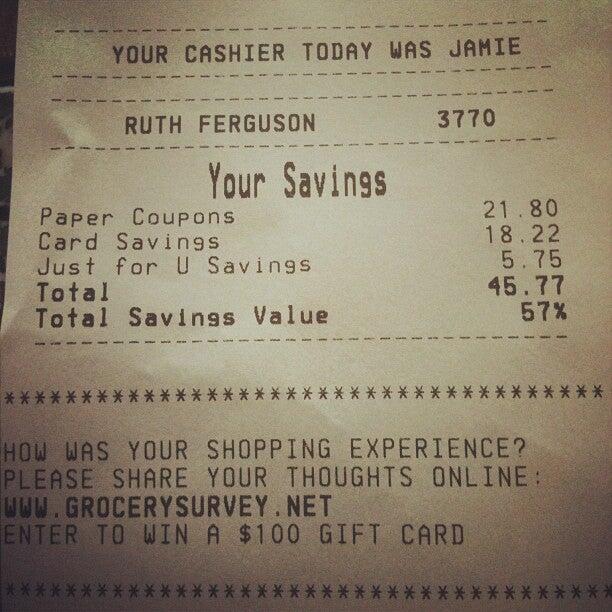 YOUR CASHIER TODAY WAS JAMIE
RUTH FERGUSON 3770
Your Savings
Paper Coupons 21.80
Card Savings 18.22
Just for U Savings 5.75
Total 45.77
Total Savings Value 57%
****************************************
HOW WAS YOUR SHOPPING EXPERIENCE?
PLEASE SHARE YOUR THOUGHTS ONLINE:
WWW.GROCERYSURVEY.NET
ENTER TO WIN A $100 GIFT CARD
****************************************